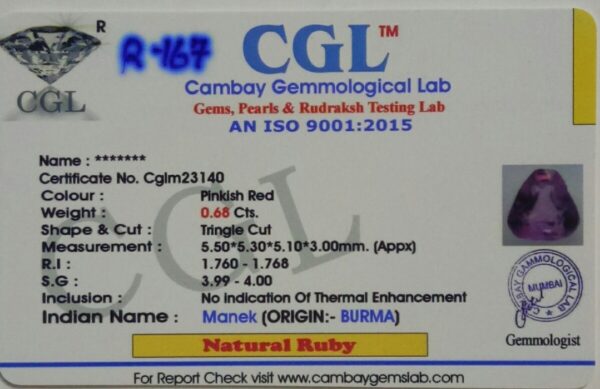 R
R-167
CGL™
CGL
Cambay Gemmological Lab
Gems, Pearls & Rudraksh Testing Lab
AN ISO 9001:2015
Name : *******
Certificate No. Cglm23140
Colour : Pinkish Red
Weight : 0.68 Cts.
Shape & Cut : Tringle Cut
Measurement : 5.50*5.30*5.10*3.00mm. (Appx)
R.I : 1.760 - 1.768
S.G : 3.99 - 4.00
Inclusion : No indication Of Thermal Enhancement
Indian Name : Manek (ORIGIN:- BURMA)
CGL
CAMBAY GAMMOLOGICAL LAB
MUMBAI
Gemmologist
Natural Ruby
For Report Check visit www.cambaygemslab.com